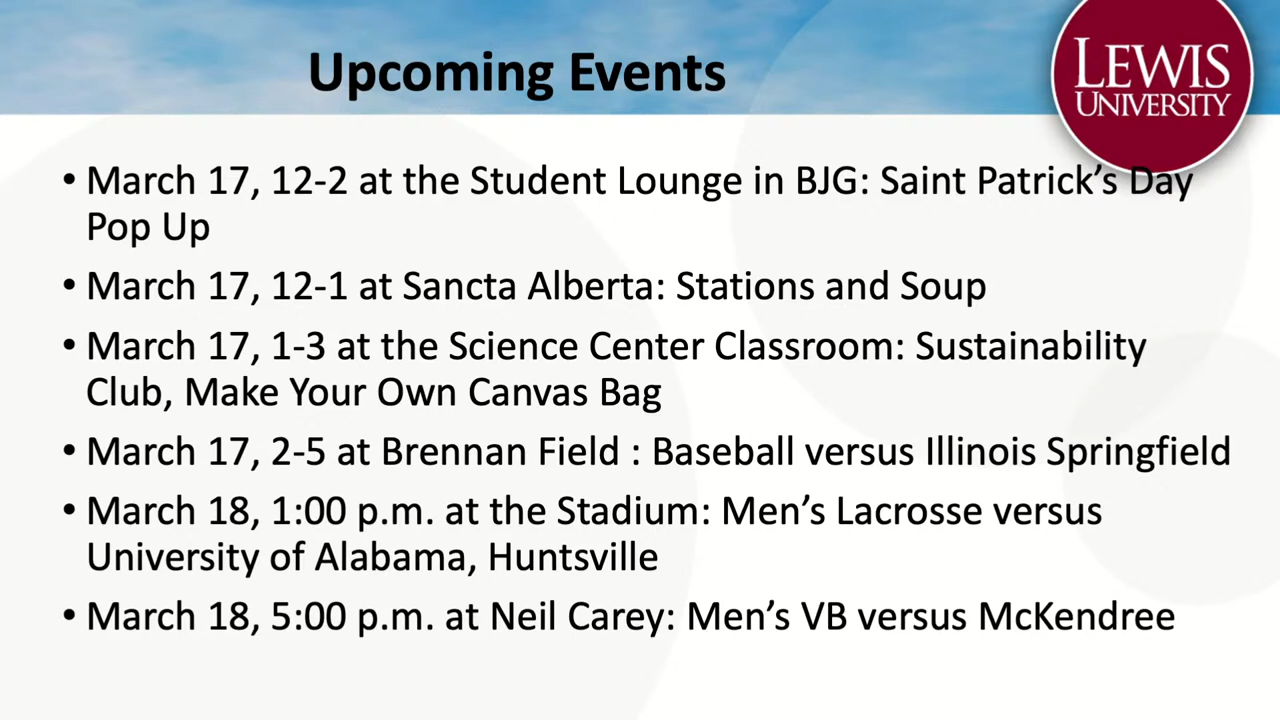 Upcoming Events
LEWIS
UNIVERSITY
• March 17, 12-2 at the Student Lounge in BJG: Saint Patrick’s Day
Pop Up
• March 17, 12-1 at Sancta Alberta: Stations and Soup
• March 17, 1-3 at the Science Center Classroom: Sustainability
Club, Make Your Own Canvas Bag
• March 17, 2-5 at Brennan Field : Baseball versus Illinois Springfield
• March 18, 1:00 p.m. at the Stadium: Men’s Lacrosse versus
University of Alabama, Huntsville
• March 18, 5:00 p.m. at Neil Carey: Men’s VB versus McKendree